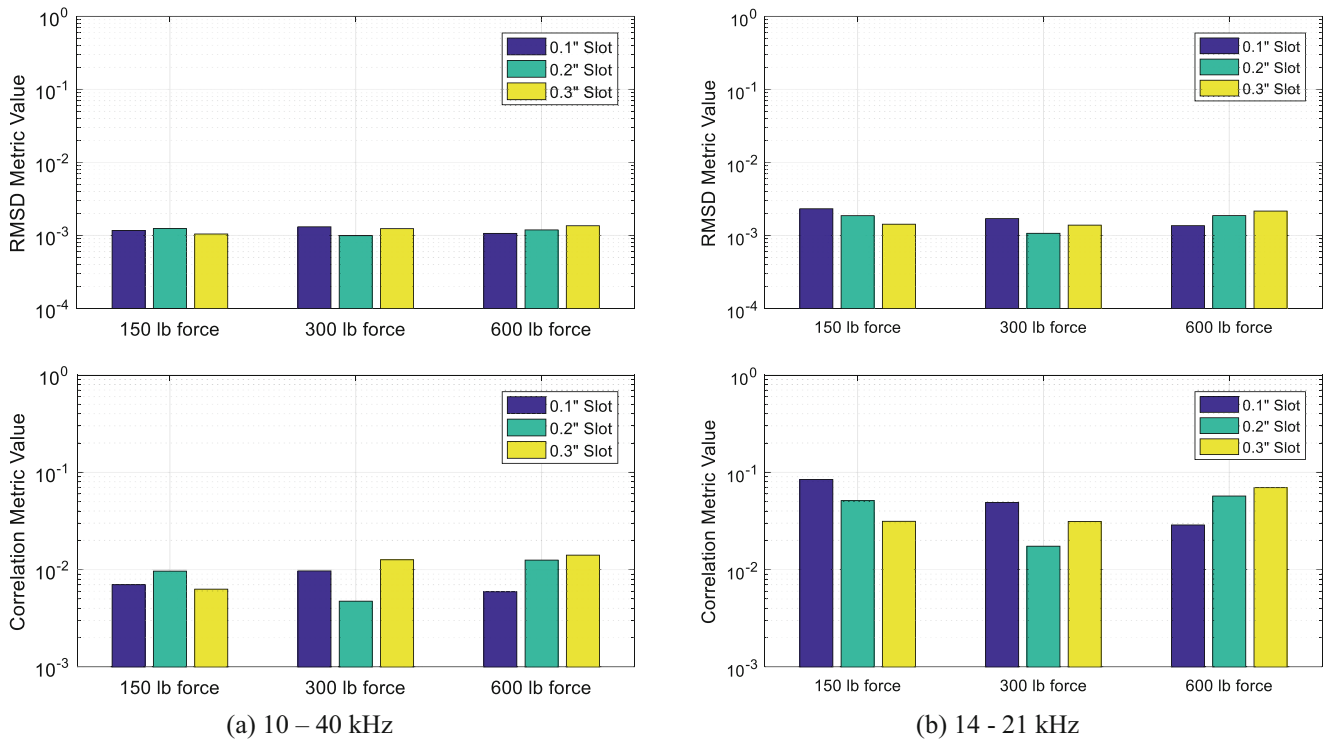 RMSD Metric Value
10^0
10^-1
10^-2
10^-3
10^-4
0.1" Slot
0.2" Slot
0.3" Slot
150 lb force 300 lb force 600 lb force
RMSD Metric Value
10^0
10^-1
10^-2
10^-3
10^-4
0.1" Slot
0.2" Slot
0.3" Slot
150 lb force 300 lb force 600 lb force
Correlation Metric Value
10^0
10^-1
10^-2
10^-3
0.1" Slot
0.2" Slot
0.3" Slot
150 lb force 300 lb force 600 lb force
Correlation Metric Value
10^0
10^-1
10^-2
10^-3
0.1" Slot
0.2" Slot
0.3" Slot
150 lb force 300 lb force 600 lb force
(a) 10 – 40 kHz
(b) 14 - 21 kHz